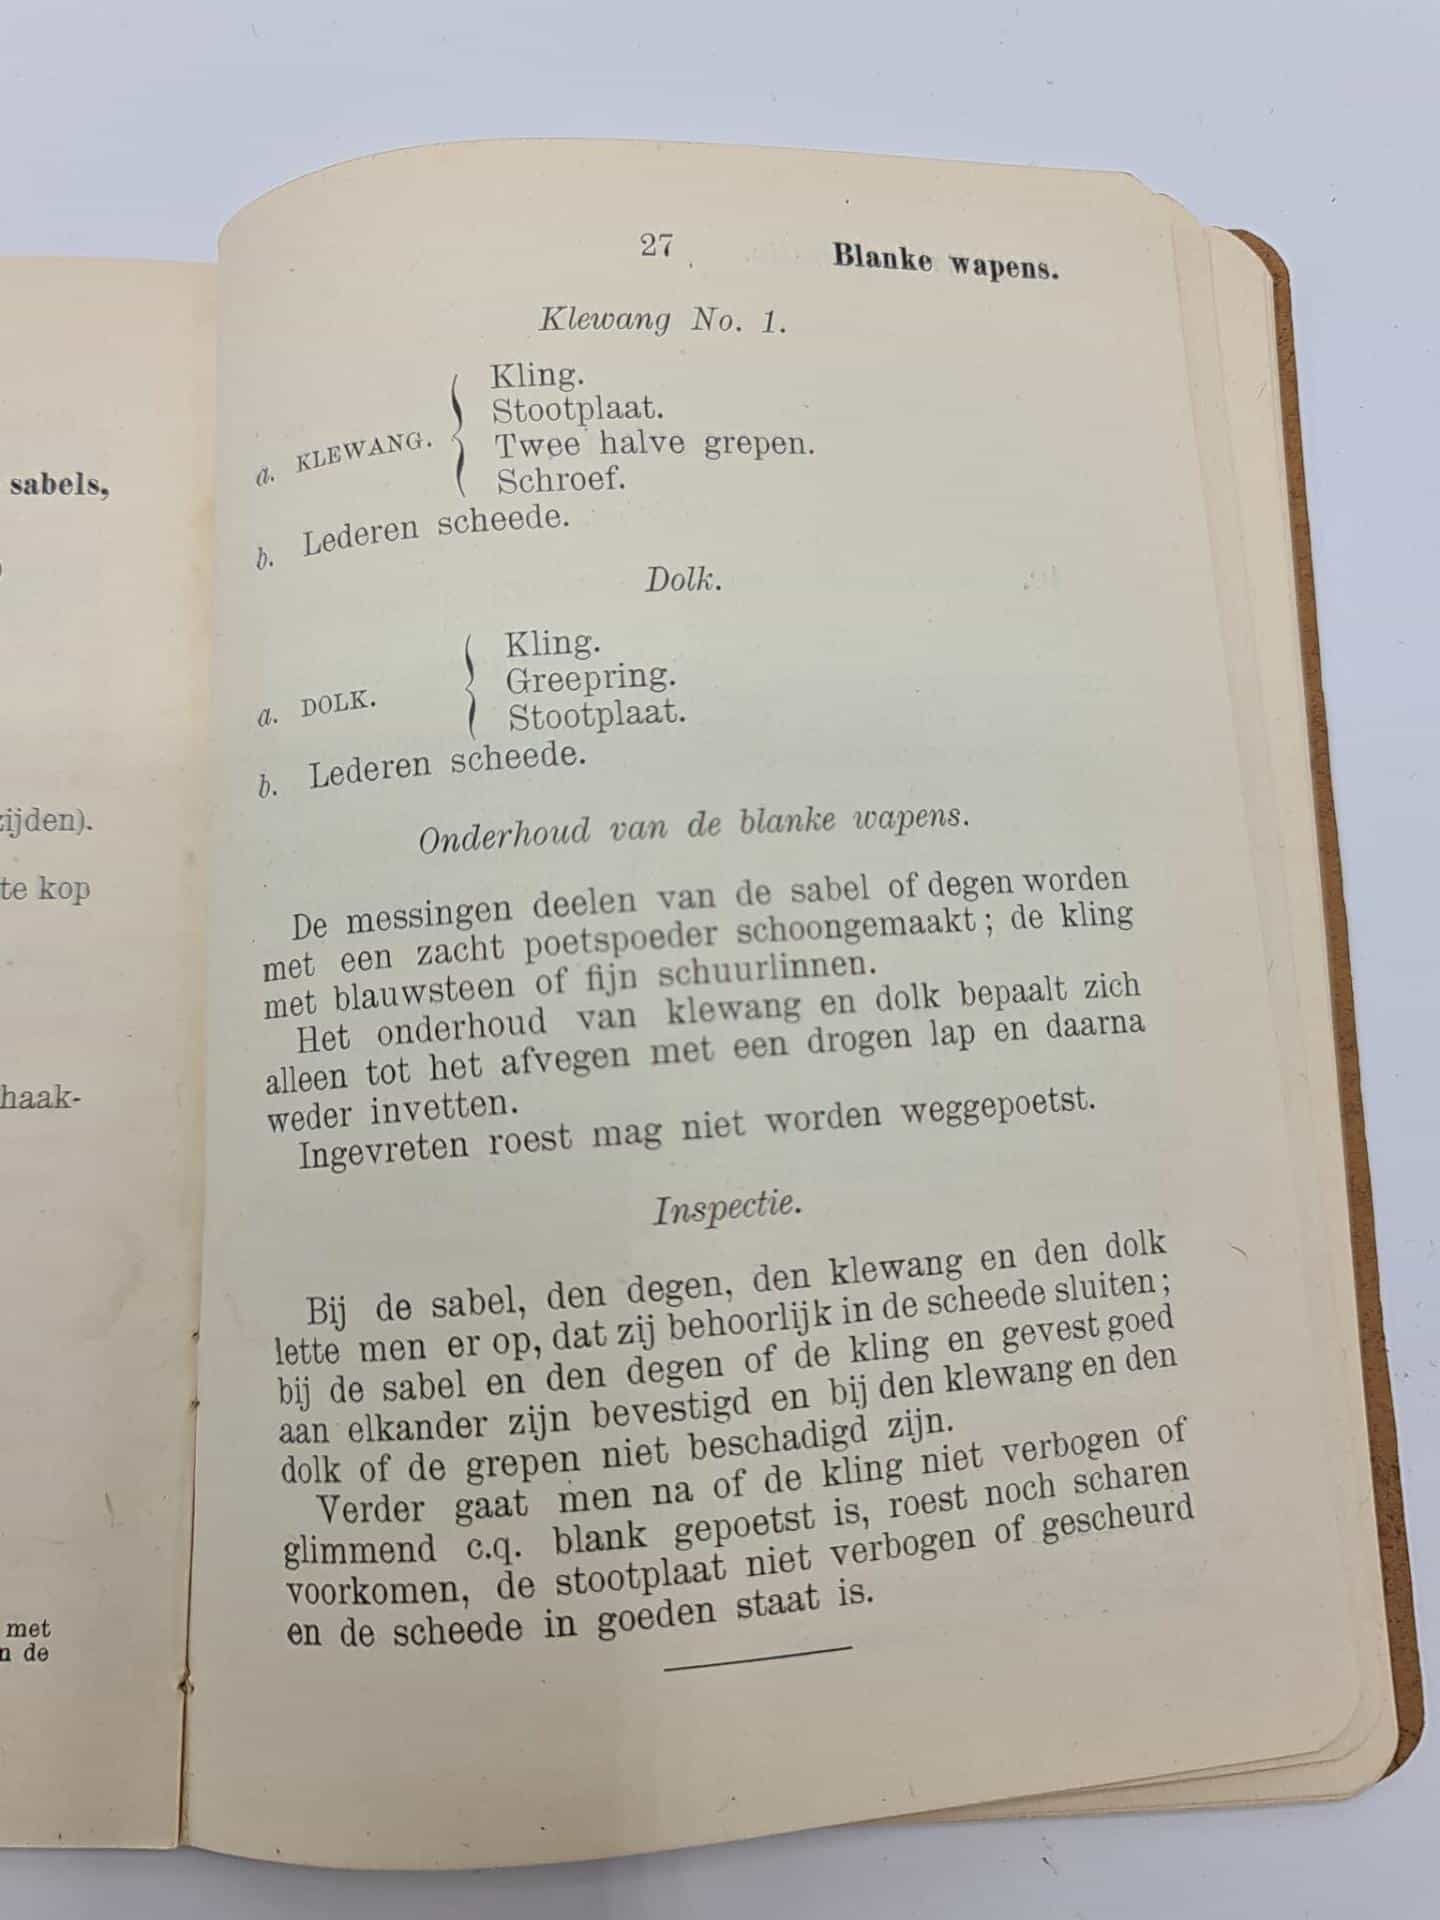 sabels,
zijden).
te kop
haak-
met
n de
27 Blanke wapens.
Klewang No. 1.
a. KLEWANG. { Kling.
Stootplaat.
Twee halve grepen.
Schroef.
b. Lederen scheede.
Dolk.
a. DOLK. { Kling.
Greepring.
Stootplaat.
b. Lederen scheede.
Onderhoud van de blanke wapens.
De messingen deelen van de sabel of degen worden
met een zacht poetspoeder schoongemaakt; de kling
met blauwsteen of fijn schuurlinnen.
Het onderhoud van klewang en dolk bepaalt zich
alleen tot het afvegen met een drogen lap en daarna
weder invetten.
Ingevreten roest mag niet worden weggepoetst.
Inspectie.
Bij de sabel, den degen, den klewang en den dolk
lette men er op, dat zij behoorlijk in de scheede sluiten;
bij de sabel en den degen of de kling en gevest goed
aan elkander zijn bevestigd en bij den klewang en den
dolk of de grepen niet beschadigd zijn.
Verder gaat men na of de kling niet verbogen of
glimmend c.q. blank gepoetst is, roest noch scharen
voorkomen, de stootplaat niet verbogen of gescheurd
en de scheede in goeden staat is.